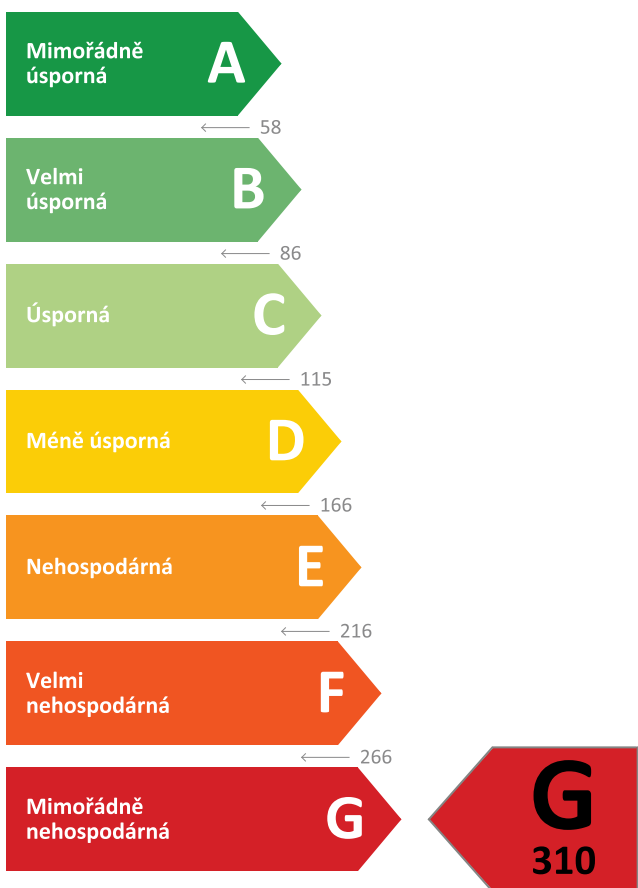 Mimořádně
úsporná
A
58
Velmi
úsporná
B
86
Úsporná
C
115
Méně úsporná
D
166
Nehospodárná
E
216
Velmi
nehospodárná
F
266
Mimořádně
nehospodárná
G
G
310